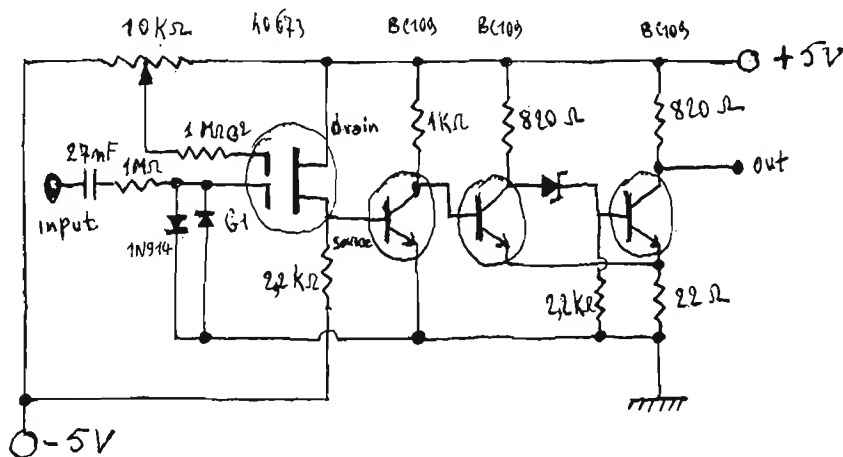 10KΩ 40673 BC109 BC109 BC109
+5V
1MΩ G2 drain 1KΩ 820Ω 820Ω
27nF 1MΩ
out
input
1N914 G1 source
2,2KΩ 2,2KΩ 22Ω
-5V